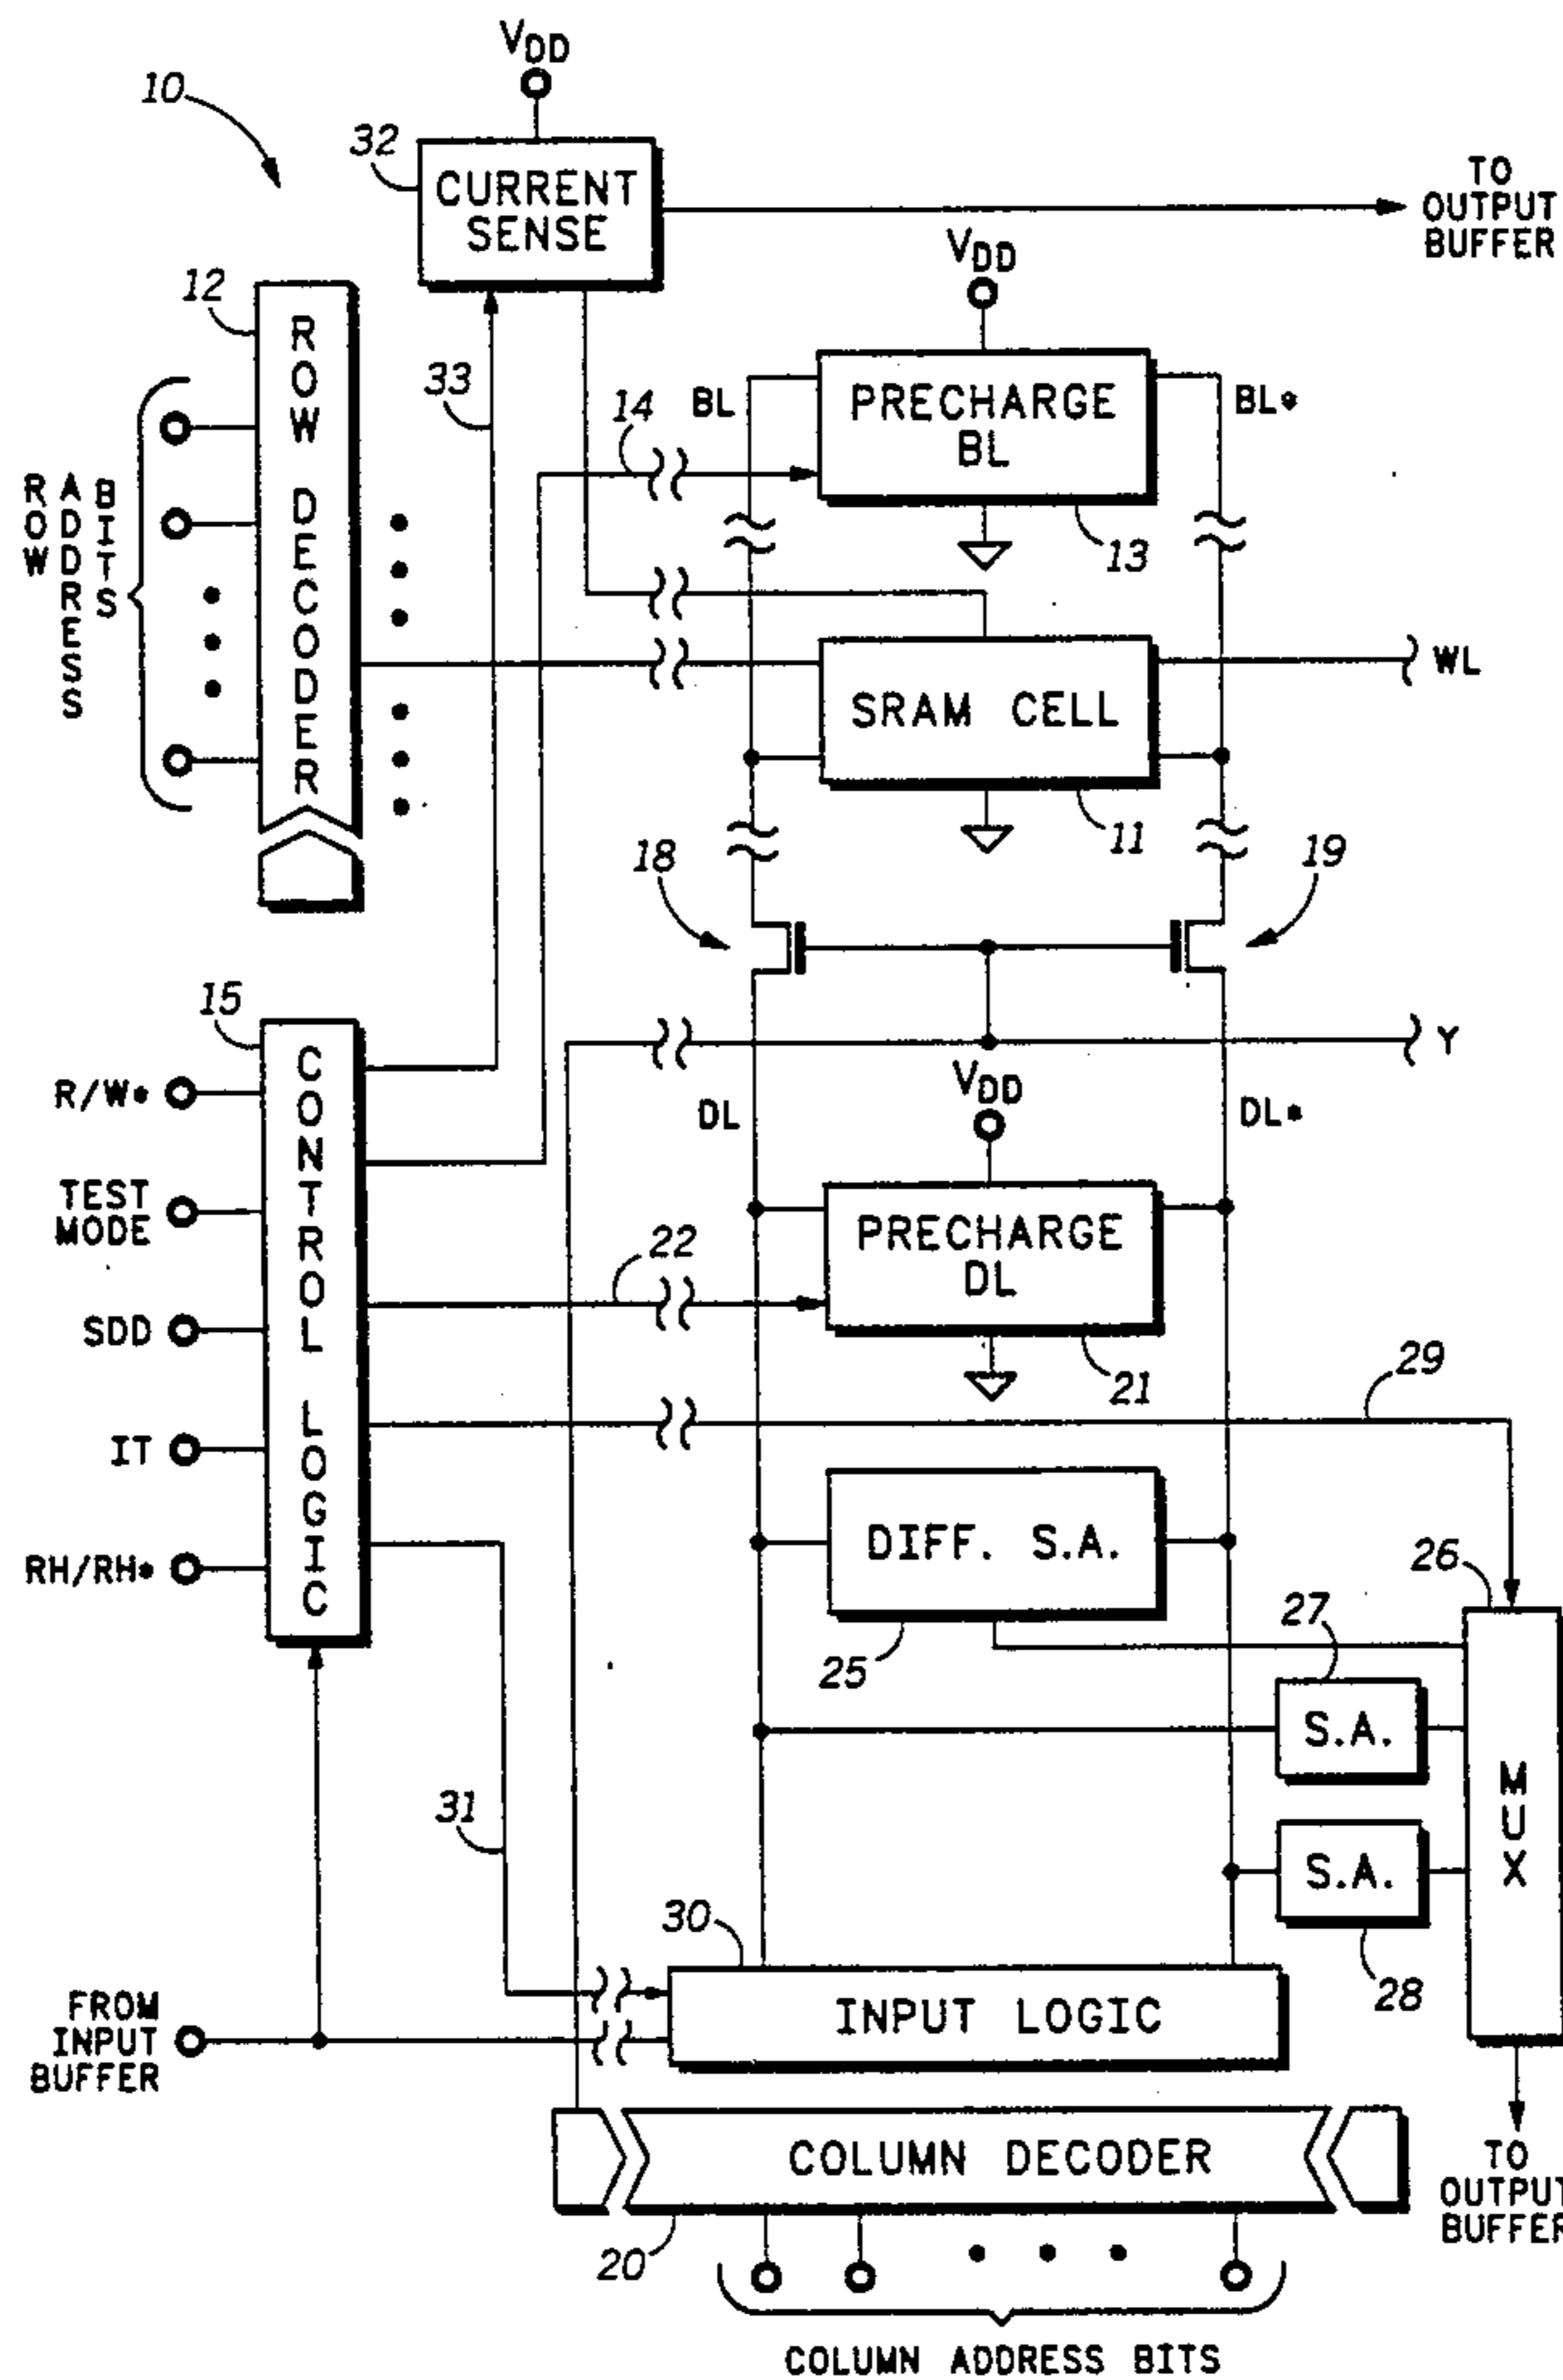 VDD
10
32
CURRENT
SENSE
TO
OUTPUT
BUFFER
VDD
12
ROW DECODER
33
14
BL
PRECHARGE
BL
BL*
13
ROW
ADDRESS
BITS
SRAM CELL
WL
11
18
19
15
CONTROL LOGIC
R/W*
TEST
MODE
SDD
IT
RH/RH*
Y
VDD
DL
DL*
22
PRECHARGE
DL
21
29
DIFF. S.A.
25
26
27
S.A.
MUX
31
S.A.
28
30
INPUT LOGIC
FROM
INPUT
BUFFER
COLUMN DECODER
20
TO
OUTPUT
BUFFER
COLUMN ADDRESS BITS